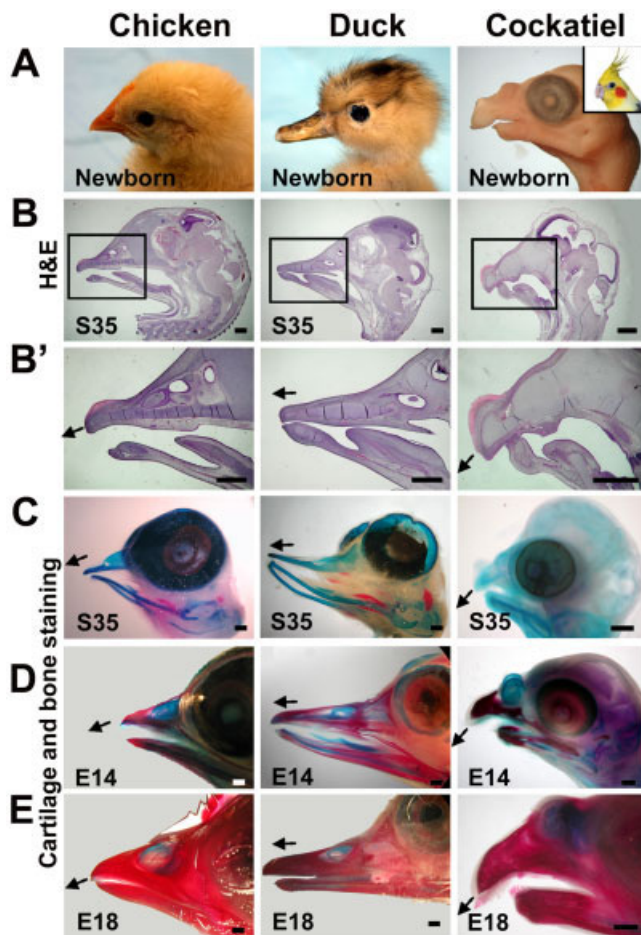 Chicken Duck Cockatiel
A
Newborn Newborn Newborn
B
H&E
S35 S35
B’
C
Cartilage and bone staining
S35 S35 S35
D
E14 E14 E14
E
E18 E18 E18